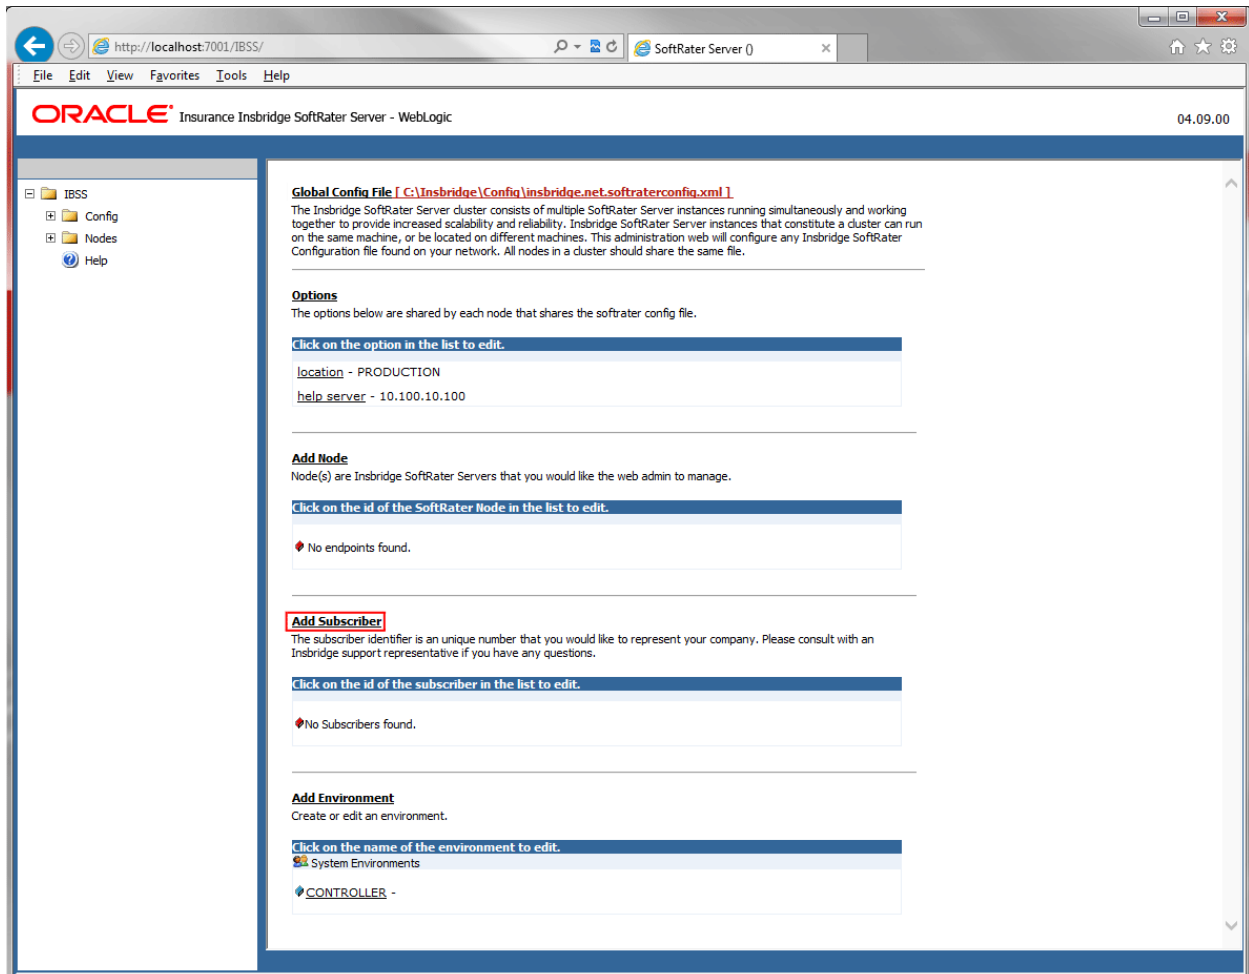 http://localhost:7001/IBSS/
SoftRater Server ()
File Edit View Favorites Tools Help
ORACLE Insurance Insbridge SoftRater Server - WebLogic
04.09.00
IBSS
Config
Nodes
Help
Global Config File [ C:\Insbridge\Config\insbridge.net.softraterconfig.xml ]
The Insbridge SoftRater Server cluster consists of multiple SoftRater Server instances running simultaneously and working
together to provide increased scalability and reliability. Insbridge SoftRater Server instances that constitute a cluster can run
on the same machine, or be located on different machines. This administration web will configure any Insbridge SoftRater
Configuration file found on your network. All nodes in a cluster should share the same file.
Options
The options below are shared by each node that shares the softrater config file.
Click on the option in the list to edit.
location - PRODUCTION
help server - 10.100.10.100
Add Node
Node(s) are Insbridge SoftRater Servers that you would like the web admin to manage.
Click on the id of the SoftRater Node in the list to edit.
No endpoints found.
Add Subscriber
The subscriber identifier is an unique number that you would like to represent your company. Please consult with an
Insbridge support representative if you have any questions.
Click on the id of the subscriber in the list to edit.
No Subscribers found.
Add Environment
Create or edit an environment.
Click on the name of the environment to edit.
System Environments
CONTROLLER -